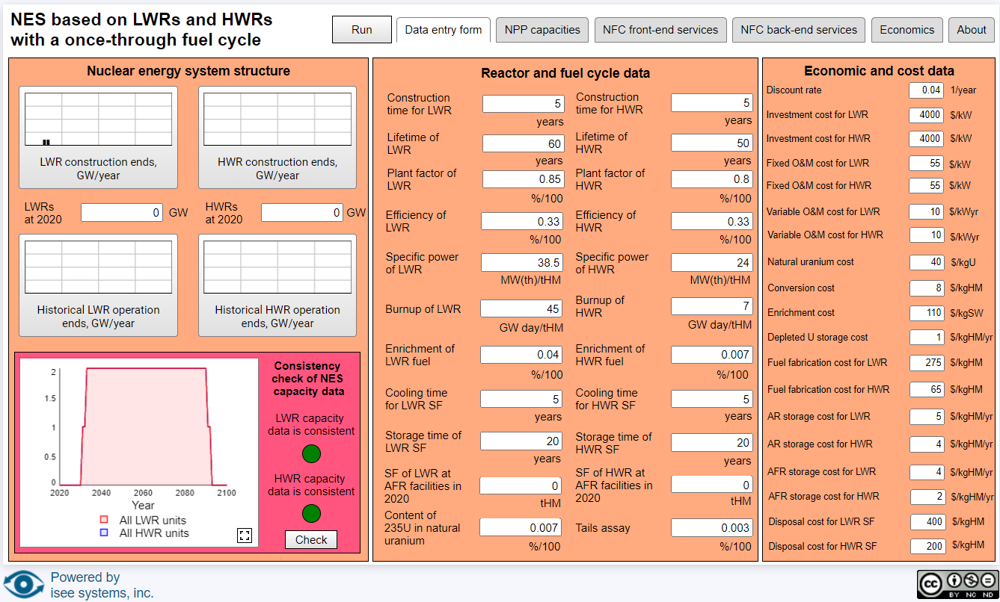 NES based on LWRs and HWRs
with a once-through fuel cycle
Run
Data entry form
NPP capacities
NFC front-end services
NFC back-end services
Economics
About
Nuclear energy system structure
LWR construction ends,
GW/year
HWR construction ends,
GW/year
LWRs
at 2020
0 GW
HWRs
at 2020
0 GW
Historical LWR operation
ends, GW/year
Historical HWR operation
ends, GW/year
2
1.5
1
0.5
0
2020 2040 2060 2080 2100
Year
All LWR units
All HWR units
Consistency
check of NES
capacity data
LWR capacity
data is consistent
HWR capacity
data is consistent
Check
Reactor and fuel cycle data
Construction
time for LWR
5
years
Construction
time for HWR
5
years
Lifetime of
LWR
60
years
Lifetime of
HWR
50
years
Plant factor of
LWR
0.85
%/100
Plant factor of
HWR
0.8
%/100
Efficiency of
LWR
0.33
%/100
Efficiency of
HWR
0.33
%/100
Specific power
of LWR
38.5
MW(th)/tHM
Specific power
of HWR
24
MW(th)/tHM
Burnup of LWR
45
GW day/tHM
Burnup of
HWR
7
GW day/tHM
Enrichment of
LWR fuel
0.04
%/100
Enrichment of
HWR fuel
0.007
%/100
Cooling time
for LWR SF
5
years
Cooling time
for HWR SF
5
years
Storage time of
LWR SF
20
years
Storage time of
HWR SF
20
years
SF of LWR at
AFR facilities in
2020
0
tHM
SF of HWR at
AFR facilities in
2020
0
tHM
Content of
235U in natural
uranium
0.007
%/100
Tails assay
0.003
%/100
Economic and cost data
Discount rate 0.04 1/year
Investment cost for LWR 4000 $/kW
Investment cost for HWR 4000 $/kW
Fixed O&M cost for LWR 55 $/kW
Fixed O&M cost for HWR 55 $/kW
Variable O&M cost for LWR 10 $/kWyr
Variable O&M cost for HWR 10 $/kWyr
Natural uranium cost 40 $/kgU
Conversion cost 8 $/kgHM
Enrichment cost 110 $/kgSW
Depleted U storage cost 1 $/kgHM/yr
Fuel fabrication cost for LWR 275 $/kgHM
Fuel fabrication cost for HWR 65 $/kgHM
AR storage cost for LWR 5 $/kgHM/yr
AR storage cost for HWR 4 $/kgHM/yr
AFR storage cost for LWR 4 $/kgHM/yr
AFR storage cost for HWR 2 $/kgHM/yr
Disposal cost for LWR SF 400 $/kgHM
Disposal cost for HWR SF 200 $/kgHM
Powered by
isee systems, inc.
cc
BY NC ND